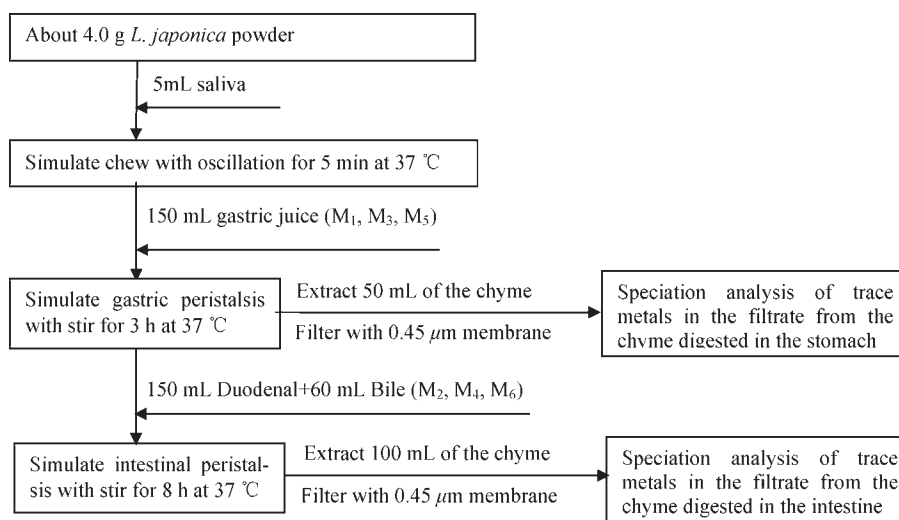 About 4.0 g L. japonica powder
5mL saliva
Simulate chew with oscillation for 5 min at 37 ℃
150 mL gastric juice (M₁, M₃, M₅)
Simulate gastric peristalsis
with stir for 3 h at 37 ℃
Extract 50 mL of the chyme
Filter with 0.45 μm membrane
Speciation analysis of trace
metals in the filtrate from the
chyme digested in the stomach
150 mL Duodenal+60 mL Bile (M₂, M₄, M₆)
Simulate intestinal peristal-
sis with stir for 8 h at 37 ℃
Extract 100 mL of the chyme
Filter with 0.45 μm membrane
Speciation analysis of trace
metals in the filtrate from the
chyme digested in the intestine